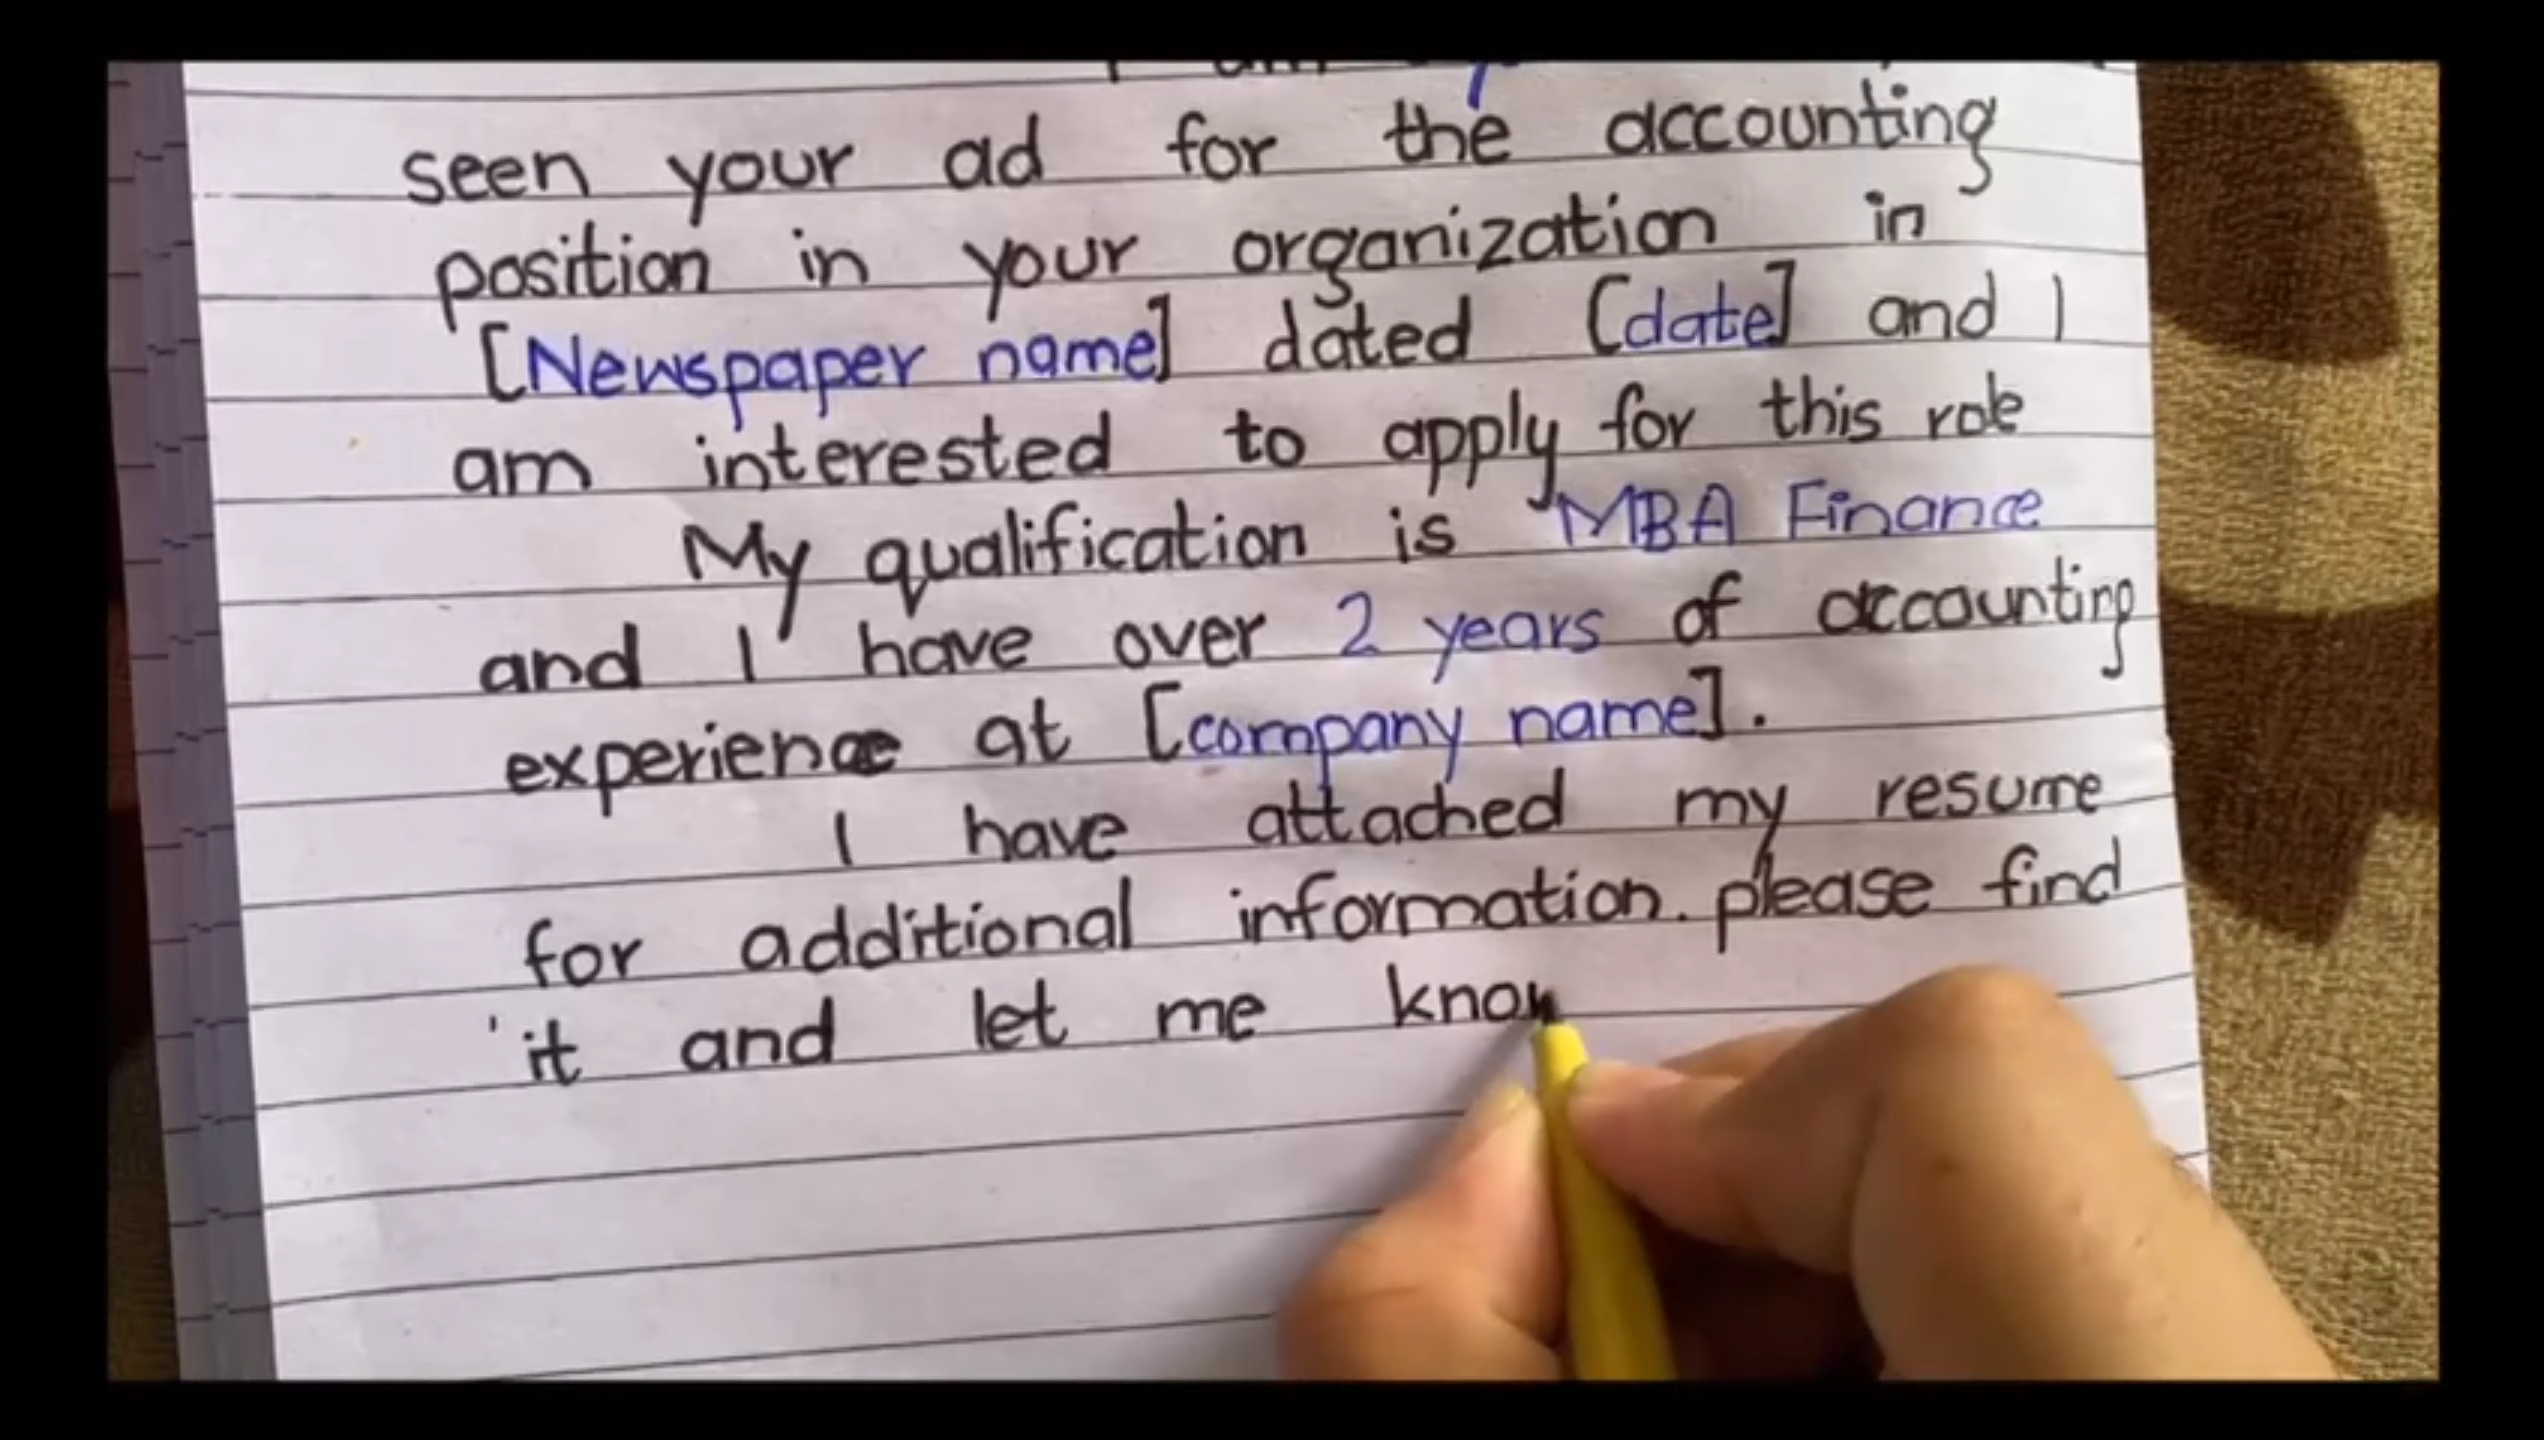 seen your ad for the accounting
position in your organization in
[Newspaper name] dated [date] and I
am interested to apply for this role
My qualification is MBA Finance
and I have over 2 years of accounting
experience at [company name].
I have attached my resume
for additional information. please find
it and let me know